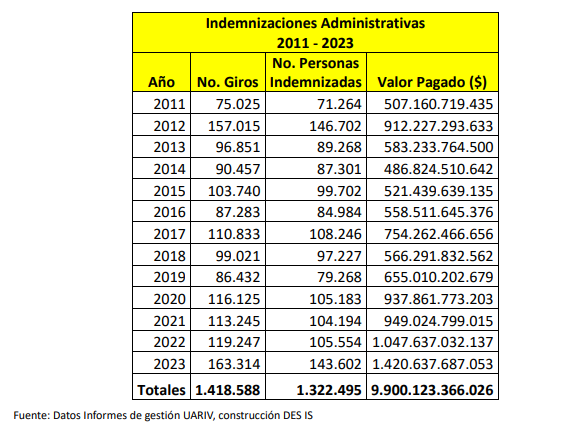 Indemnizaciones Administrativas
2011 - 2023
Año No. Giros No. Personas Indemnizadas Valor Pagado ($)
2011 75.025 71.264 507.160.719.435
2012 157.015 146.702 912.227.293.633
2013 96.851 89.268 583.233.764.500
2014 90.457 87.301 486.824.510.642
2015 103.740 99.702 521.439.639.135
2016 87.283 84.984 558.511.645.376
2017 110.833 108.246 754.262.466.656
2018 99.021 97.227 566.291.832.562
2019 86.432 79.268 655.010.202.679
2020 116.125 105.183 937.861.773.203
2021 113.245 104.194 949.024.799.015
2022 119.247 105.554 1.047.637.032.137
2023 163.314 143.602 1.420.637.687.053
Totales 1.418.588 1.322.495 9.900.123.366.026
Fuente: Datos Informes de gestión UARIV, construcción DES IS